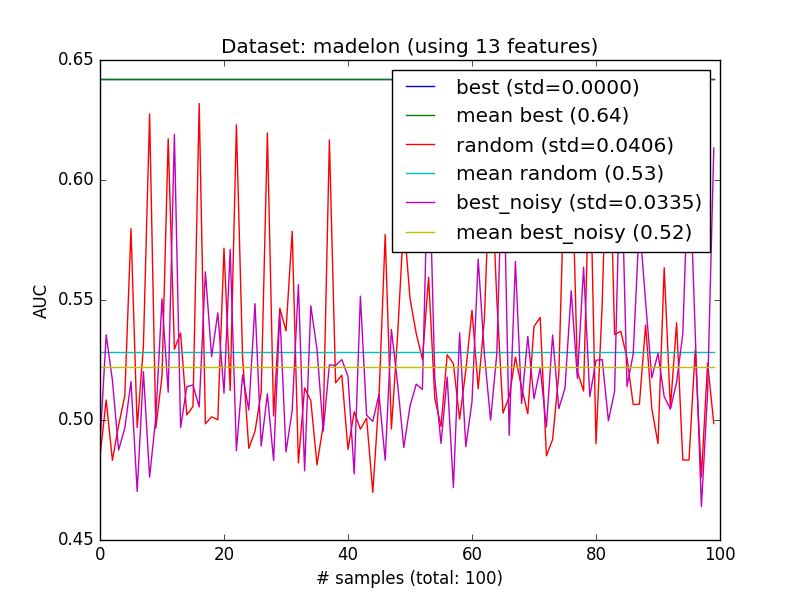 Dataset: madelon (using 13 features)
0.65
0.60
0.55
0.50
0.45
AUC
best (std=0.0000)
mean best (0.64)
random (std=0.0406)
mean random (0.53)
best_noisy (std=0.0335)
mean best_noisy (0.52)
0 20 40 60 80 100
# samples (total: 100)